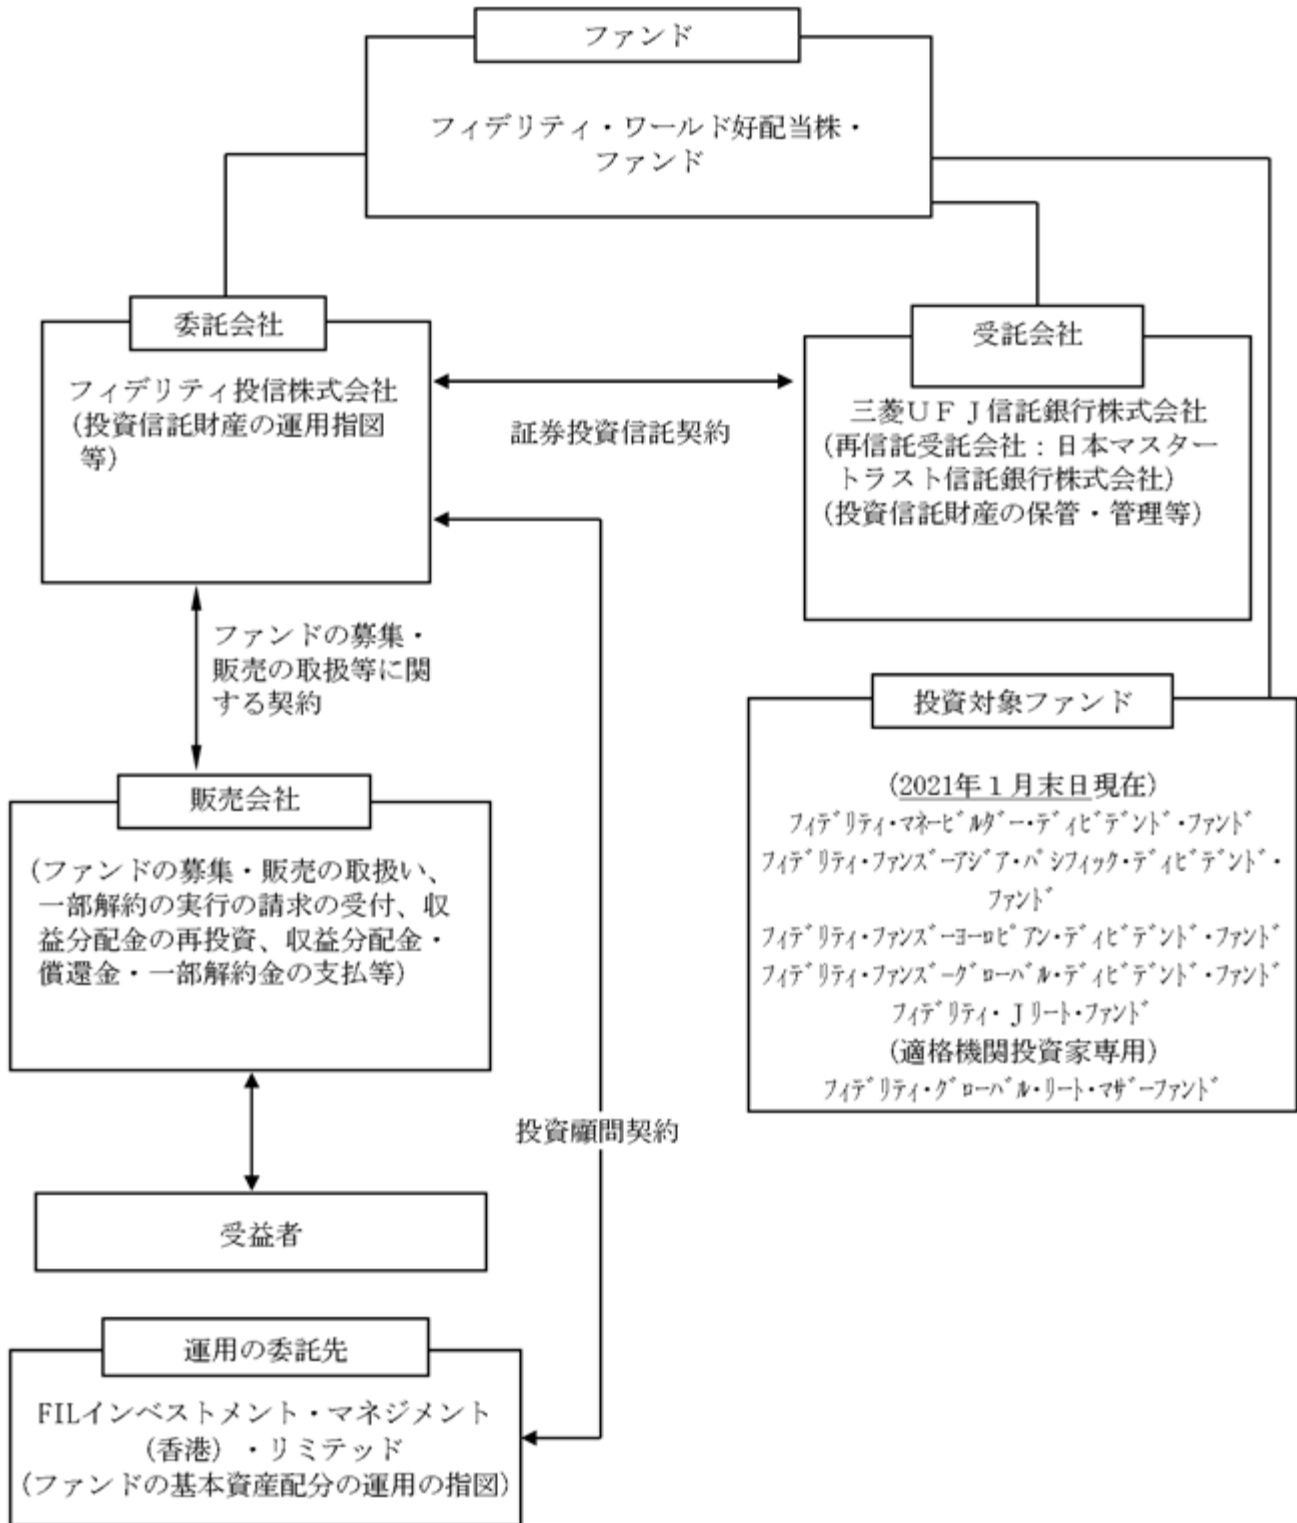 ファンド
フィデリティ・ワールド好配当株・
ファンド
委託会社
フィデリティ投信株式会社
(投資信託財産の運用指図
等)
証券投資信託契約
受託会社
三菱ＵＦＪ信託銀行株式会社
(再信託受託会社：日本マスター
トラスト信託銀行株式会社)
(投資信託財産の保管・管理等)
ファンドの募集・
販売の取扱等に関
する契約
投資対象ファンド
(2021年１月末日現在)
ﾌｨﾃﾞﾘﾃｨ・ﾏﾈｰﾋﾞﾙﾀﾞｰ・ﾃﾞｨﾋﾞﾃﾞﾝﾄﾞ・ﾌｧﾝﾄﾞ
ﾌｨﾃﾞﾘﾃｨ・ﾌｧﾝｽﾞｰｱｼﾞｱ・ﾊﾟｼﾌｨｯｸ・ﾃﾞｨﾋﾞﾃﾞﾝﾄﾞ・
ﾌｧﾝﾄﾞ
ﾌｨﾃﾞﾘﾃｨ・ﾌｧﾝｽﾞｰﾖｰﾛﾋﾟｱﾝ・ﾃﾞｨﾋﾞﾃﾞﾝﾄﾞ・ﾌｧﾝﾄﾞ
ﾌｨﾃﾞﾘﾃｨ・ﾌｧﾝｽﾞｰｸﾞﾛｰﾊﾞﾙ・ﾃﾞｨﾋﾞﾃﾞﾝﾄﾞ・ﾌｧﾝﾄﾞ
ﾌｨﾃﾞﾘﾃｨ・Ｊﾘｰﾄ・ﾌｧﾝﾄﾞ
(適格機関投資家専用)
ﾌｨﾃﾞﾘﾃｨ・ｸﾞﾛｰﾊﾞﾙ・ﾘｰﾄ・ﾏｻﾞｰﾌｧﾝﾄﾞ
販売会社
(ファンドの募集・販売の取扱い、
一部解約の実行の請求の受付、収
益分配金の再投資、収益分配金・
償還金・一部解約金の支払等)
投資顧問契約
受益者
運用の委託先
FILインベストメント・マネジメント
(香港)・リミテッド
(ファンドの基本資産配分の運用の指図)